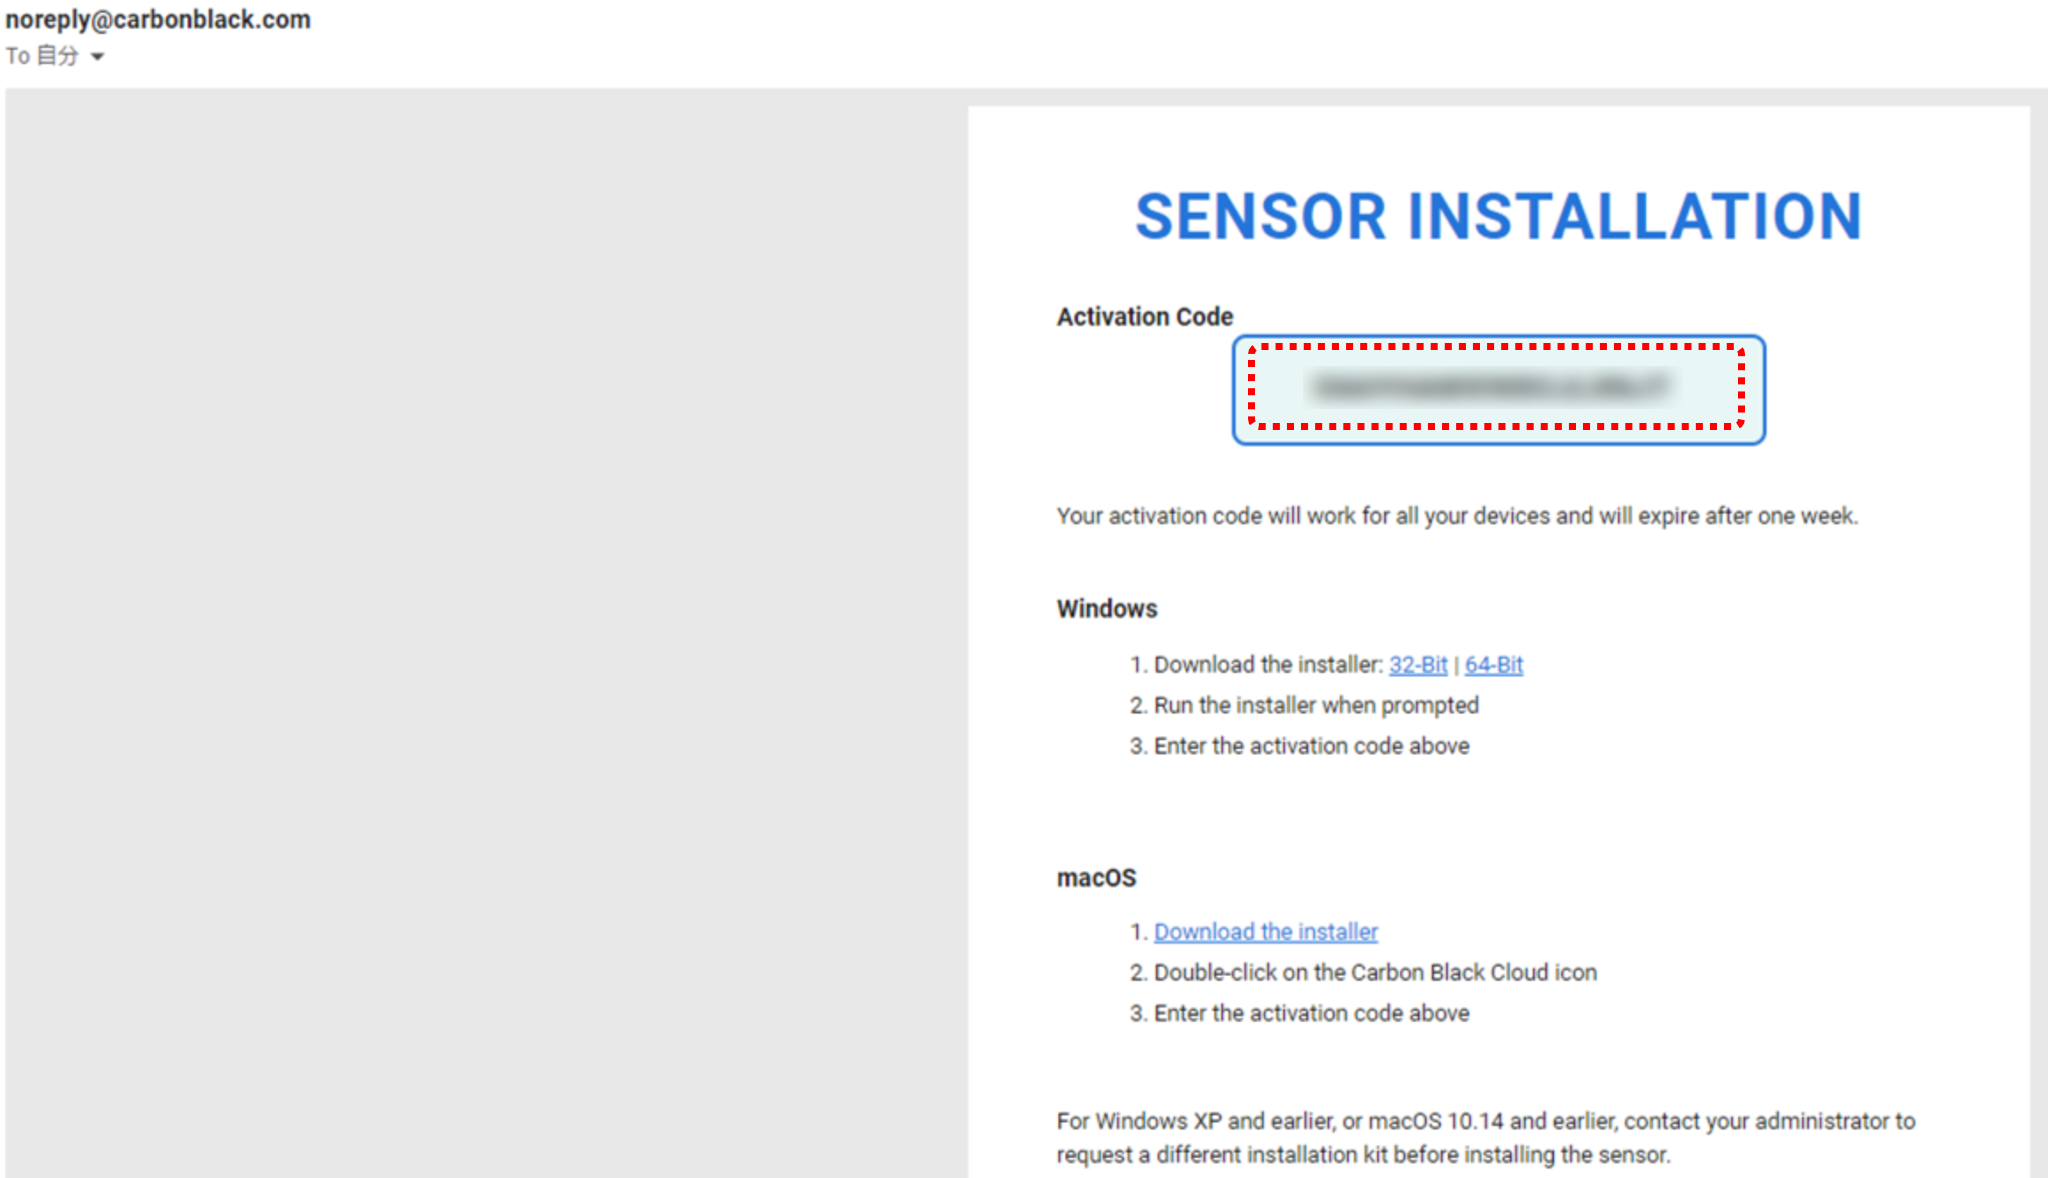 noreply@carbonblack.com
To 自分
SENSOR INSTALLATION
Activation Code
Your activation code will work for all your devices and will expire after one week.
Windows
1. Download the installer: 32-Bit | 64-Bit
2. Run the installer when prompted
3. Enter the activation code above
macOS
1. Download the installer
2. Double-click on the Carbon Black Cloud icon
3. Enter the activation code above
For Windows XP and earlier, or macOS 10.14 and earlier, contact your administrator to
request a different installation kit before installing the sensor.